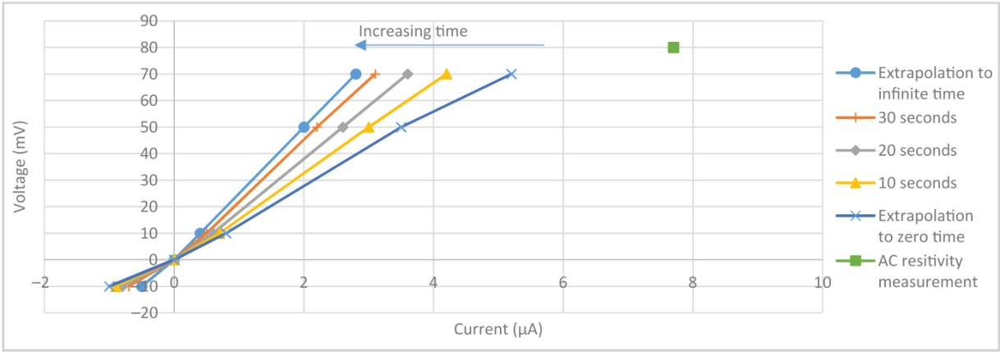 90
80
70
60
50
40
30
20
10
0
–10
–20
–2
0
2
4
6
8
10
Voltage (mV)
Current (µA)
Increasing time
Extrapolation to
infinite time
30 seconds
20 seconds
10 seconds
Extrapolation
to zero time
AC resitivity
measurement